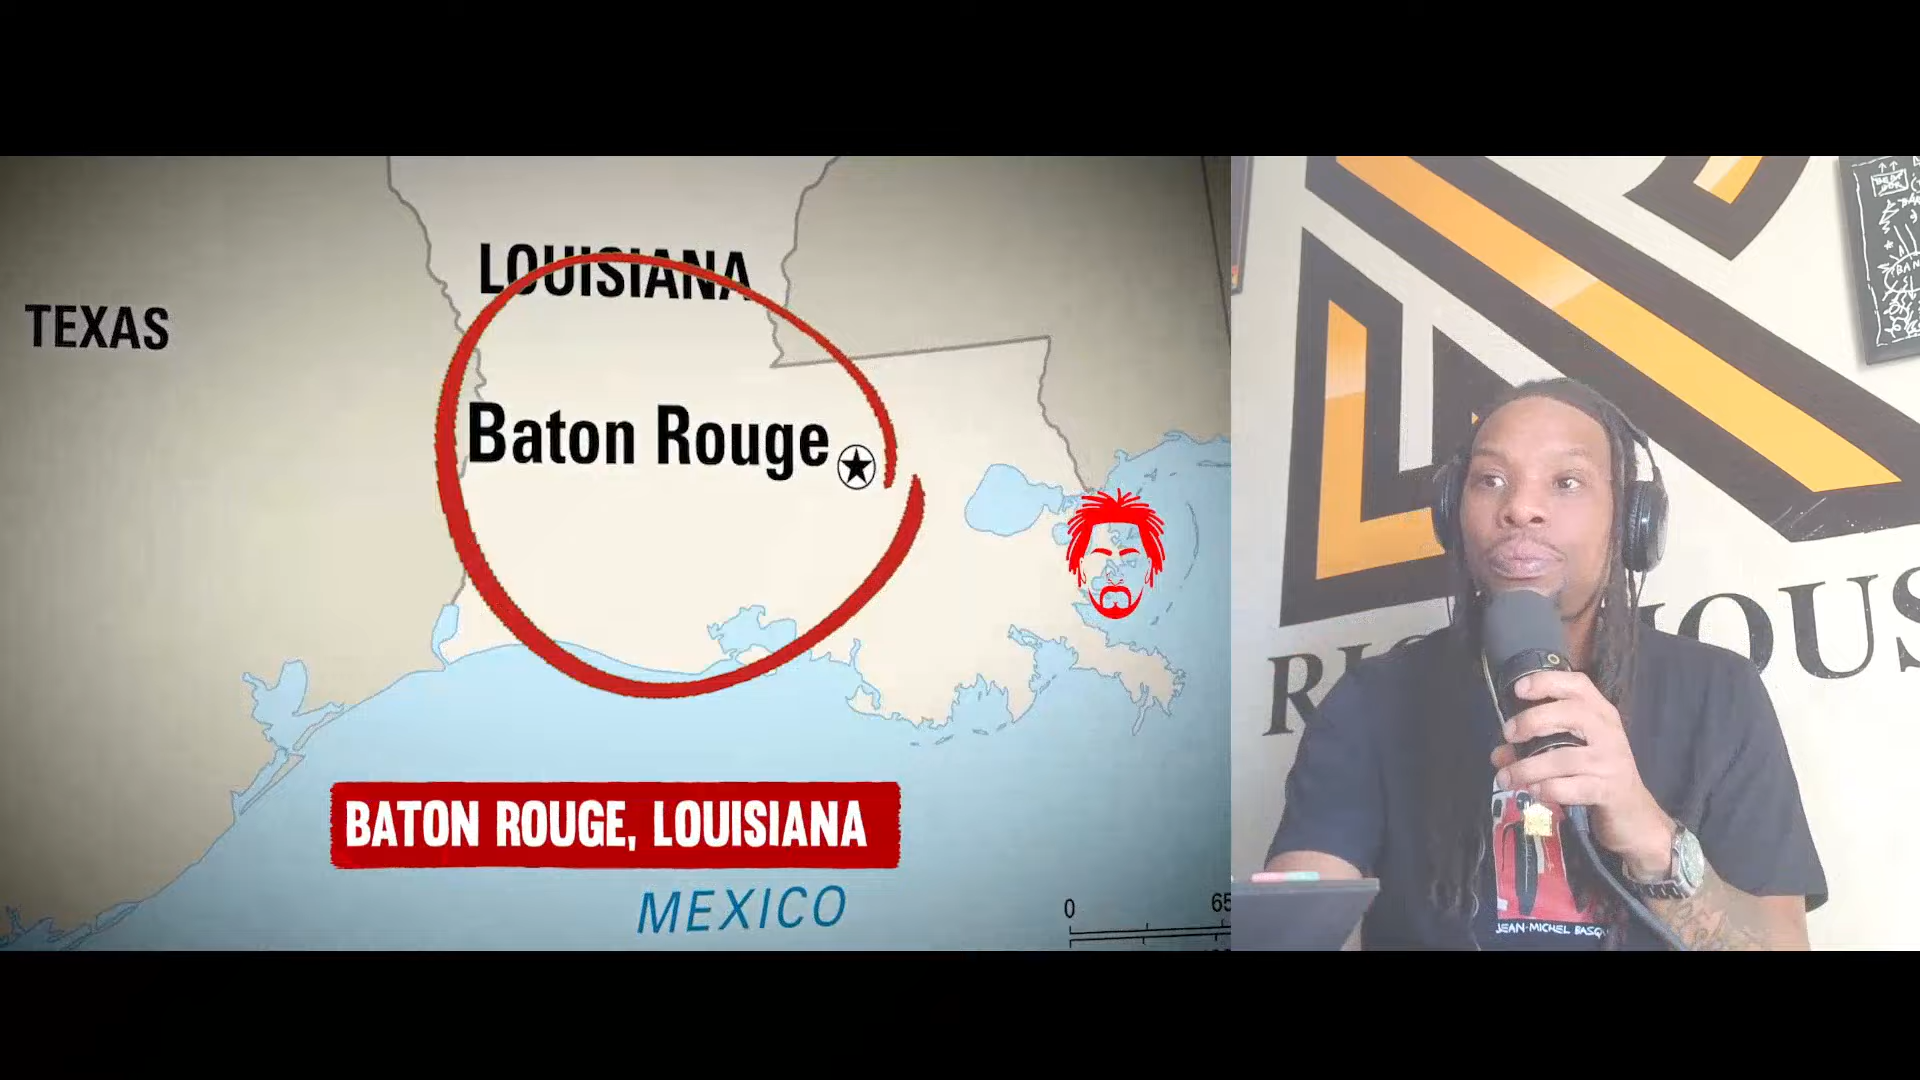 LOUISIANA
TEXAS
Baton Rouge
BATON ROUGE, LOUISIANA
MEXICO
0
65
JEAN-MICHEL BASQ